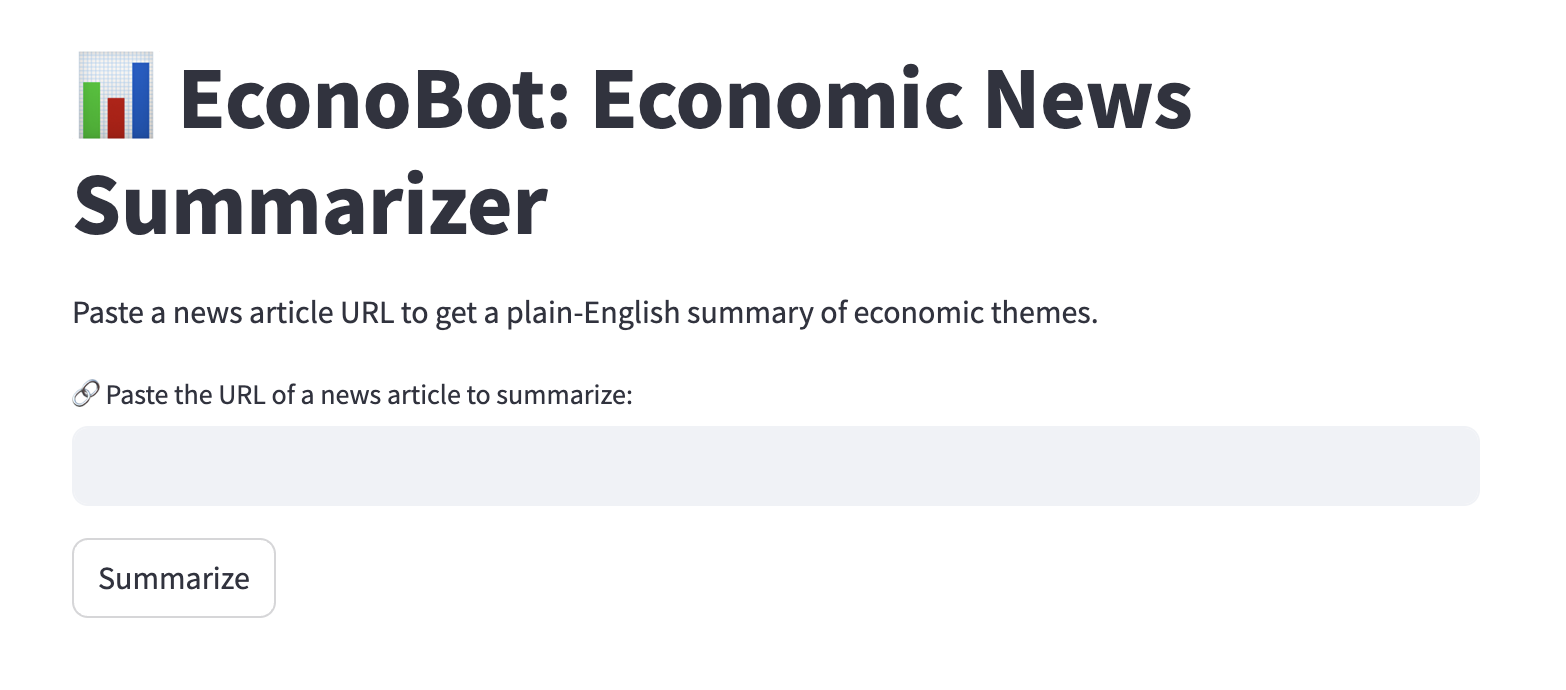 📊 EconoBot: Economic News
Summarizer
Paste a news article URL to get a plain-English summary of economic themes.
🔗 Paste the URL of a news article to summarize:
Summarize